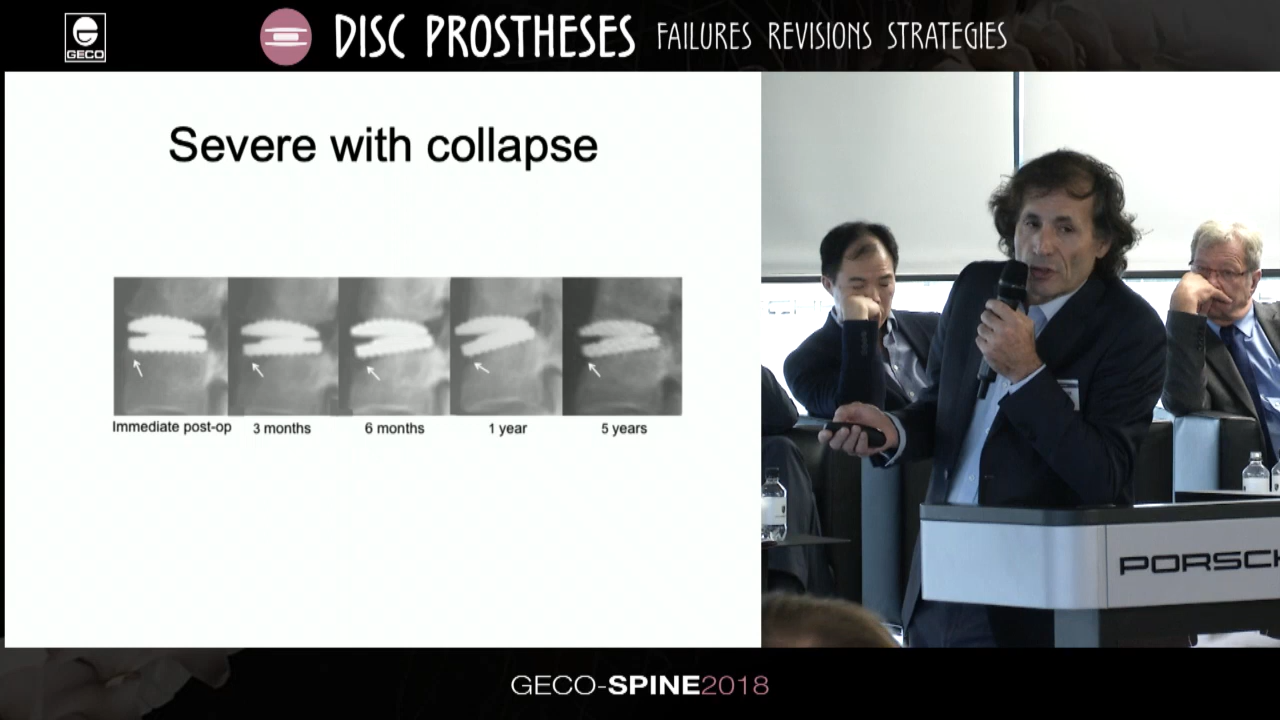 GECO
DISC PROSTHESES FAILURES REVISIONS STRATEGIES
Severe with collapse
Immediate post-op 3 months 6 months 1 year 5 years
PORSCH
GECO-SPINE2018